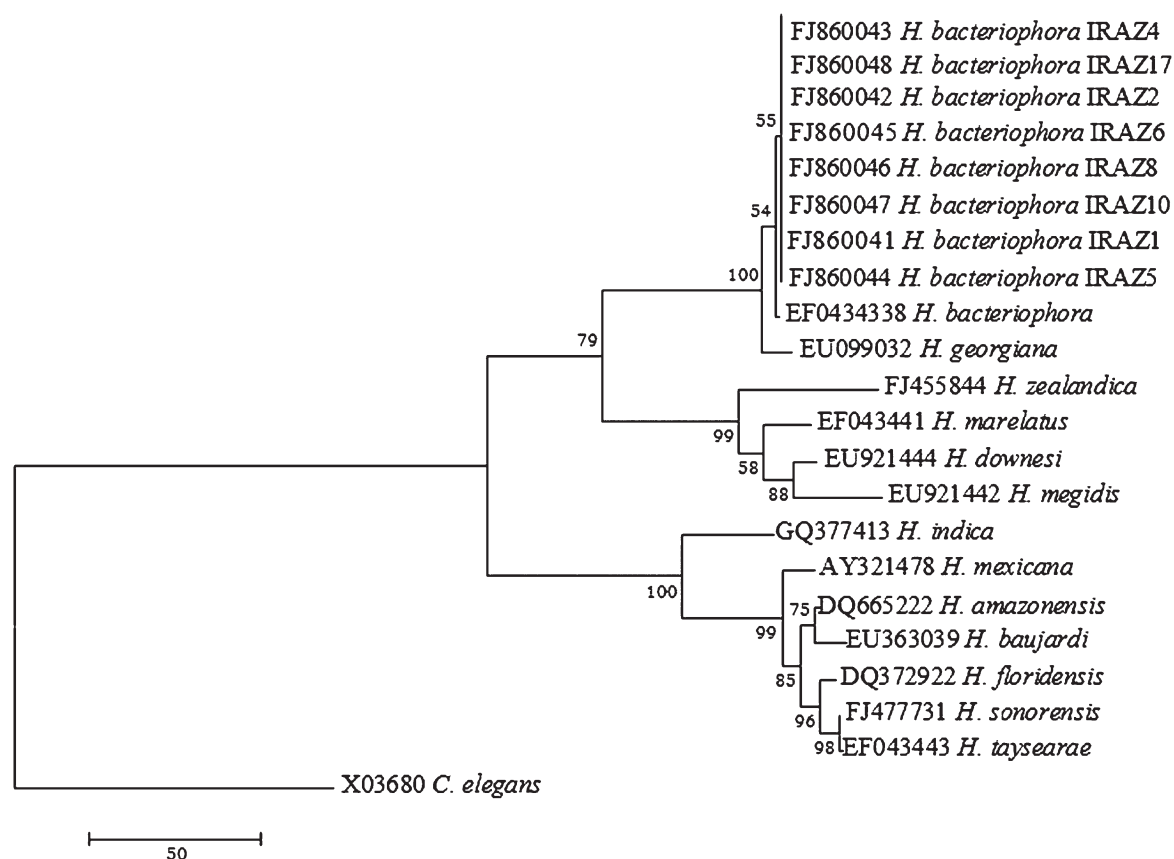 FJ860043 H. bacteriophora IRAZ4
FJ860048 H. bacteriophora IRAZ17
FJ860042 H. bacteriophora IRAZ2
55
FJ860045 H. bacteriophora IRAZ6
FJ860046 H. bacteriophora IRAZ8
FJ860047 H. bacteriophora IRAZ10
54
FJ860041 H. bacteriophora IRAZ1
100
FJ860044 H. bacteriophora IRAZ5
EF0434338 H. bacteriophora
79
EU099032 H. georgiana
FJ455844 H. zealandica
EF043441 H. marelatus
99
EU921444 H. downesi
58
88
EU921442 H. megidis
GQ377413 H. indica
AY321478 H. mexicana
100
75
DQ665222 H. amazonensis
99
EU363039 H. baujardi
85
DQ372922 H. floridensis
FJ477731 H. sonorensis
96
98
EF043443 H. taysearae
X03680 C. elegans
50